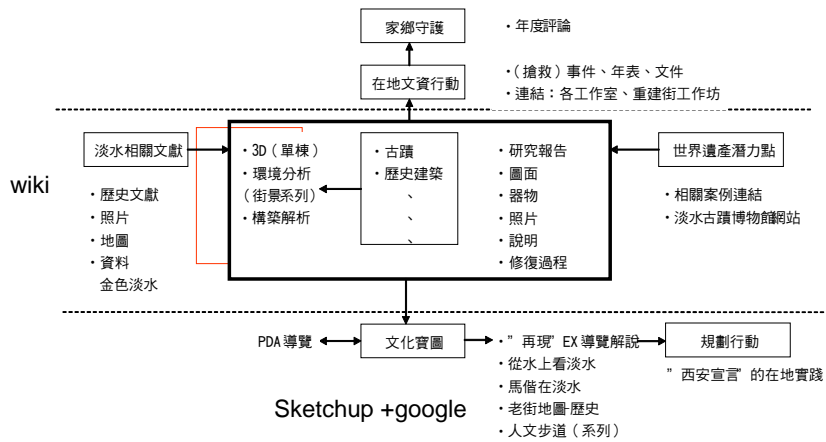 家鄉守護
・年度評論
在地文資行動
・(搶救)事件、年表、文件
・連結：各工作室、重建街工作坊
wiki
淡水相關文獻
・歷史文獻
・照片
・地圖
・資料
金色淡水
・3D(單棟)
・環境分析
(街景系列)
・構築解析
・古蹟
・歷史建築
、
、
、
・研究報告
・圖面
・器物
・照片
・說明
・修復過程
世界遺產潛力點
・相關案例連結
・淡水古蹟博物館網站
PDA導覽
文化寶圖
・”再現”EX導覽解說
・從水上看淡水
・馬偕在淡水
・老街地圖-歷史
・人文步道(系列)
規劃行動
”西安宣言”的在地實踐
Sketchup +google